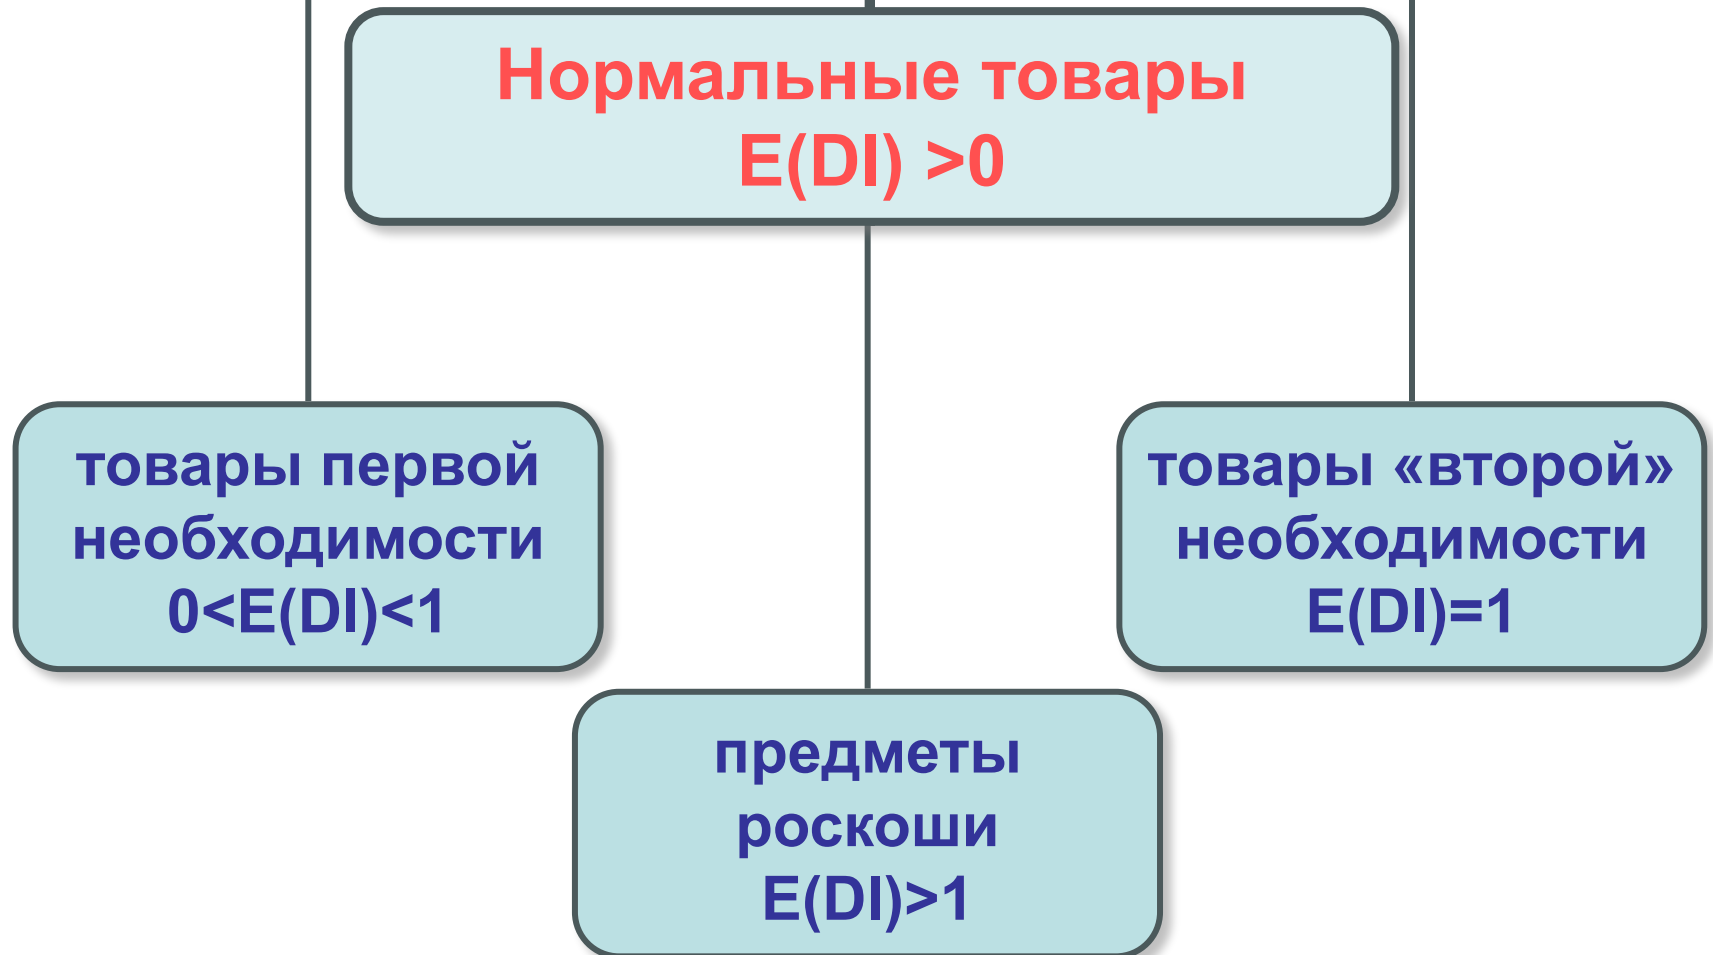 Нормальные товары
E(DI) >0
товары первой
необходимости
0<E(DI)<1
товары «второй»
необходимости
E(DI)=1
предметы
роскоши
E(DI)>1